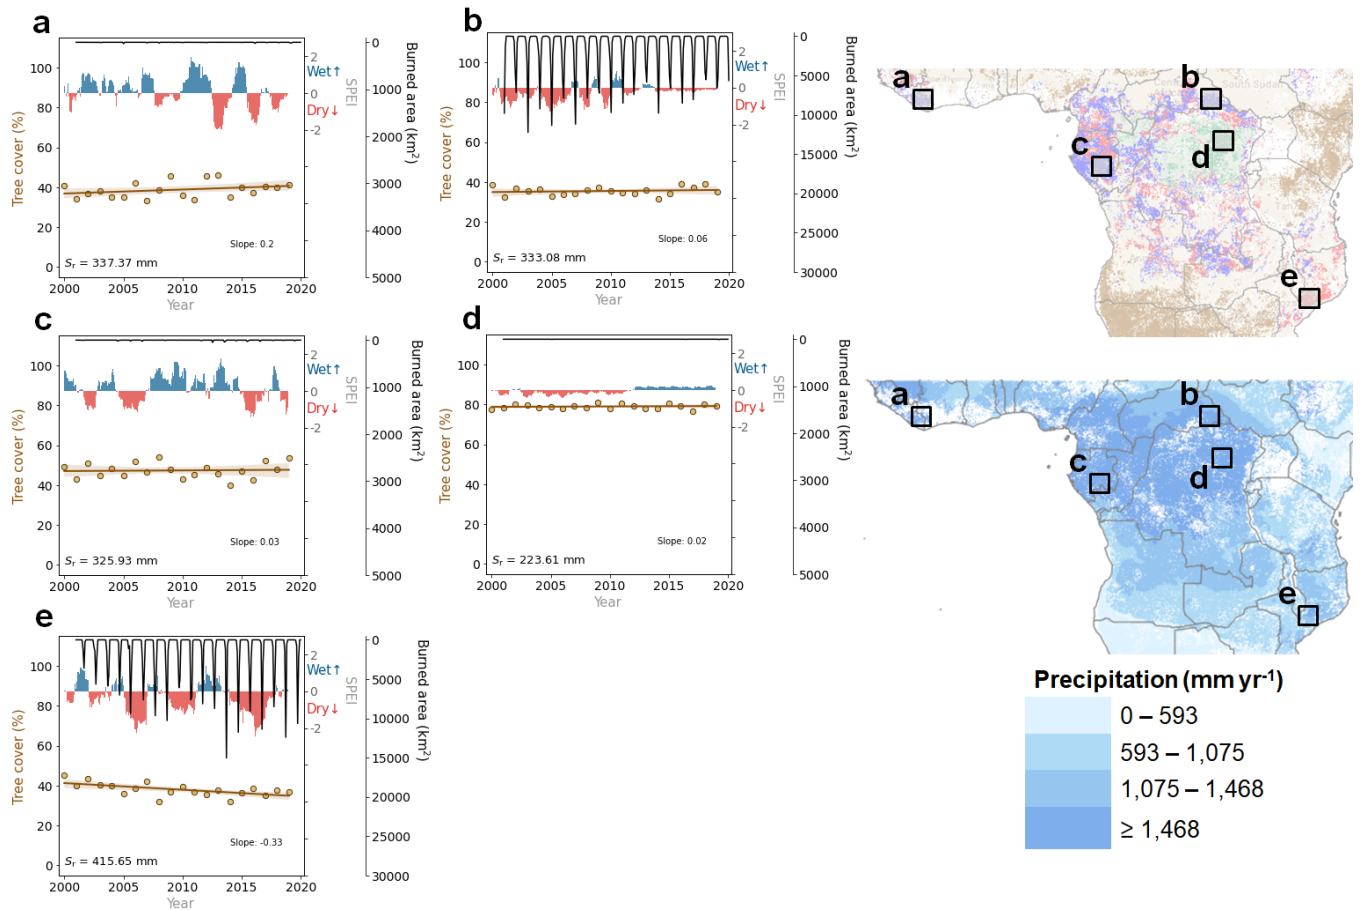 a
100
80
60
40
20
0
Tree cover (%)
2
0
-2
Wet↑
Dry↓
SPEI
0
1000
2000
3000
4000
5000
Burned area (km²)
Slope: 0.2
Sr = 337.37 mm
2000
2005
2010
2015
2020
Year
b
100
80
60
40
20
0
Tree cover (%)
2
0
-2
Wet↑
Dry↓
SPEI
0
5000
10000
15000
20000
25000
30000
Burned area (km²)
Slope: 0.06
Sr = 333.08 mm
2000
2005
2010
2015
2020
Year
c
100
80
60
40
20
0
Tree cover (%)
2
0
-2
Wet↑
Dry↓
SPEI
0
1000
2000
3000
4000
5000
Burned area (km²)
Slope: 0.03
Sr = 325.93 mm
2000
2005
2010
2015
2020
Year
d
100
80
60
40
20
0
Tree cover (%)
2
0
-2
Wet↑
Dry↓
SPEI
0
1000
2000
3000
4000
5000
Burned area (km²)
Slope: 0.02
Sr = 223.61 mm
2000
2005
2010
2015
2020
Year
e
100
80
60
40
20
0
Tree cover (%)
2
0
-2
Wet↑
Dry↓
SPEI
0
5000
10000
15000
20000
25000
30000
Burned area (km²)
Slope: -0.33
Sr = 415.65 mm
2000
2005
2010
2015
2020
Year
a
b
c
d
e
South Sudan
a
b
c
d
e
Precipitation (mm yr⁻¹)
0 – 593
593 – 1,075
1,075 – 1,468
≥ 1,468